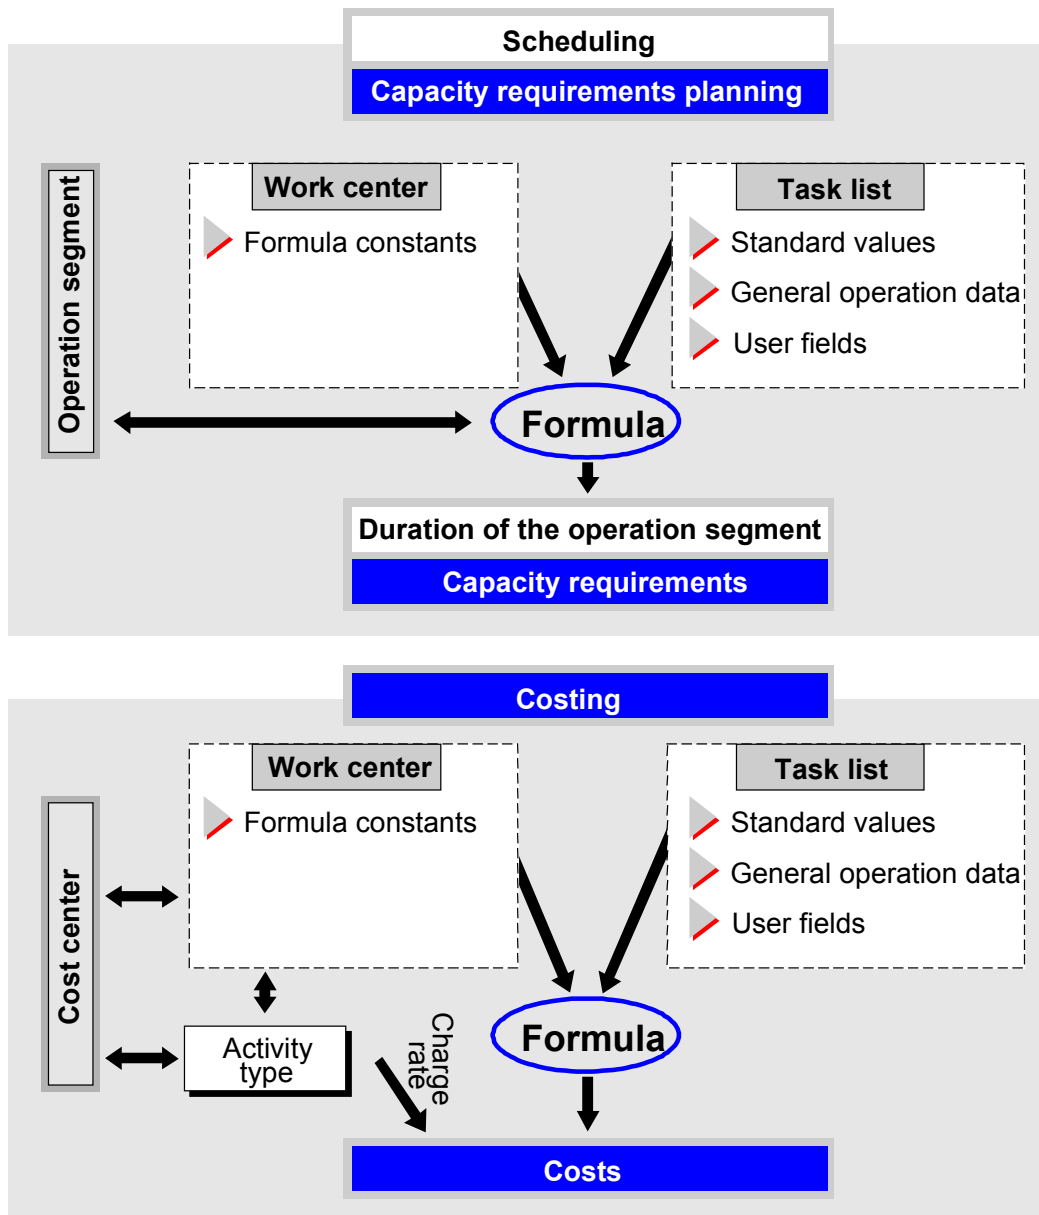 Scheduling
Capacity requirements planning
Operation segment
Work center
Formula constants
Task list
Standard values
General operation data
User fields
Formula
Duration of the operation segment
Capacity requirements
Costing
Cost center
Work center
Formula constants
Task list
Standard values
General operation data
User fields
Activity
type
Charge
rate
Formula
Costs